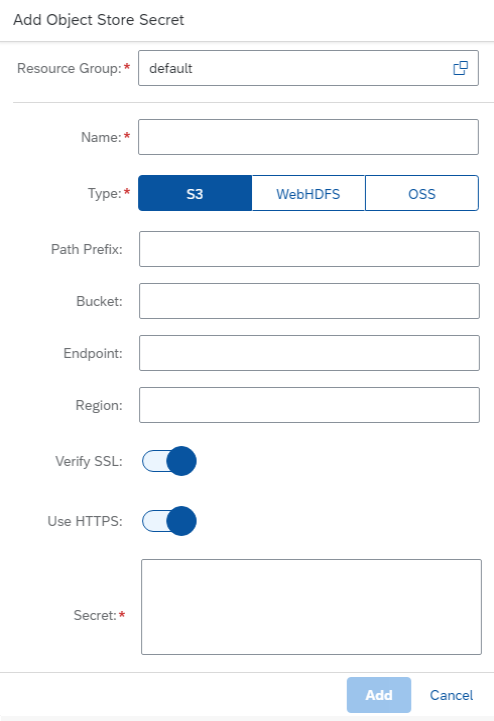 Add Object Store Secret
Resource Group:* default
Name:*
Type:* S3 WebHDFS OSS
Path Prefix:
Bucket:
Endpoint:
Region:
Verify SSL:
Use HTTPS:
Secret:*
Add Cancel